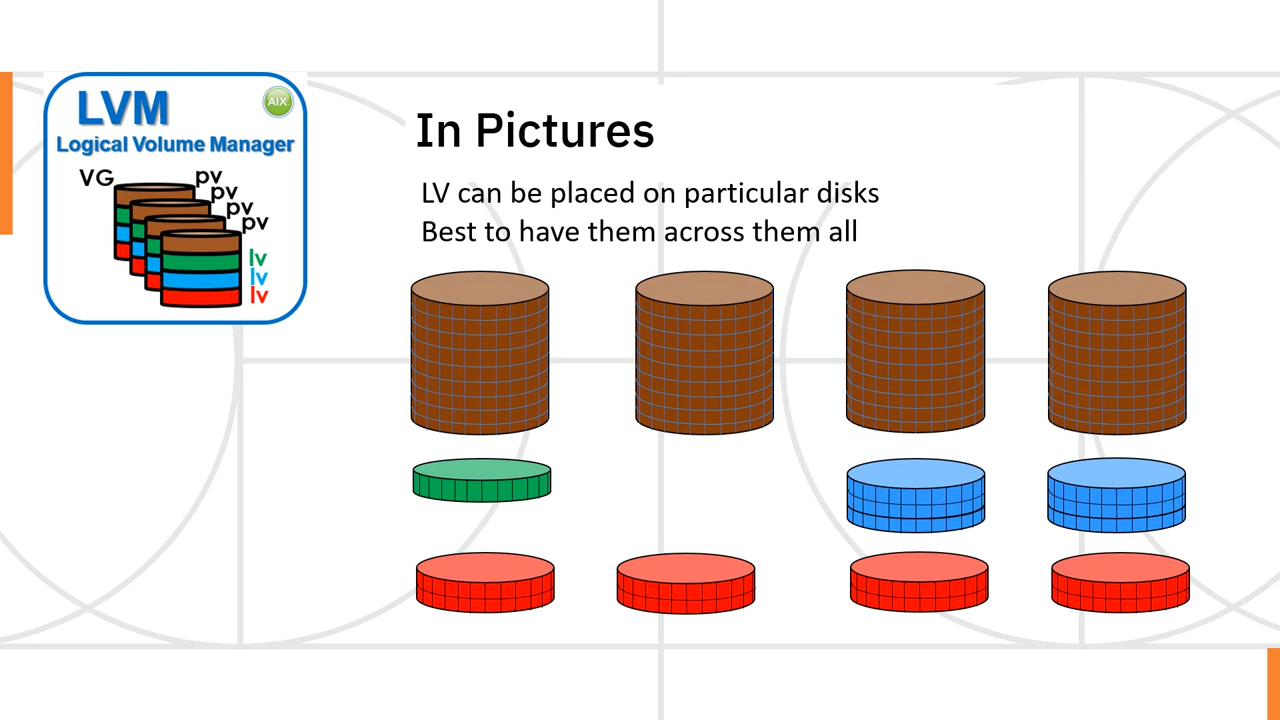 LVM
AIX
Logical Volume Manager
VG
pv
pv
pv
pv
lv
lv
lv
In Pictures
LV can be placed on particular disks
Best to have them across them all